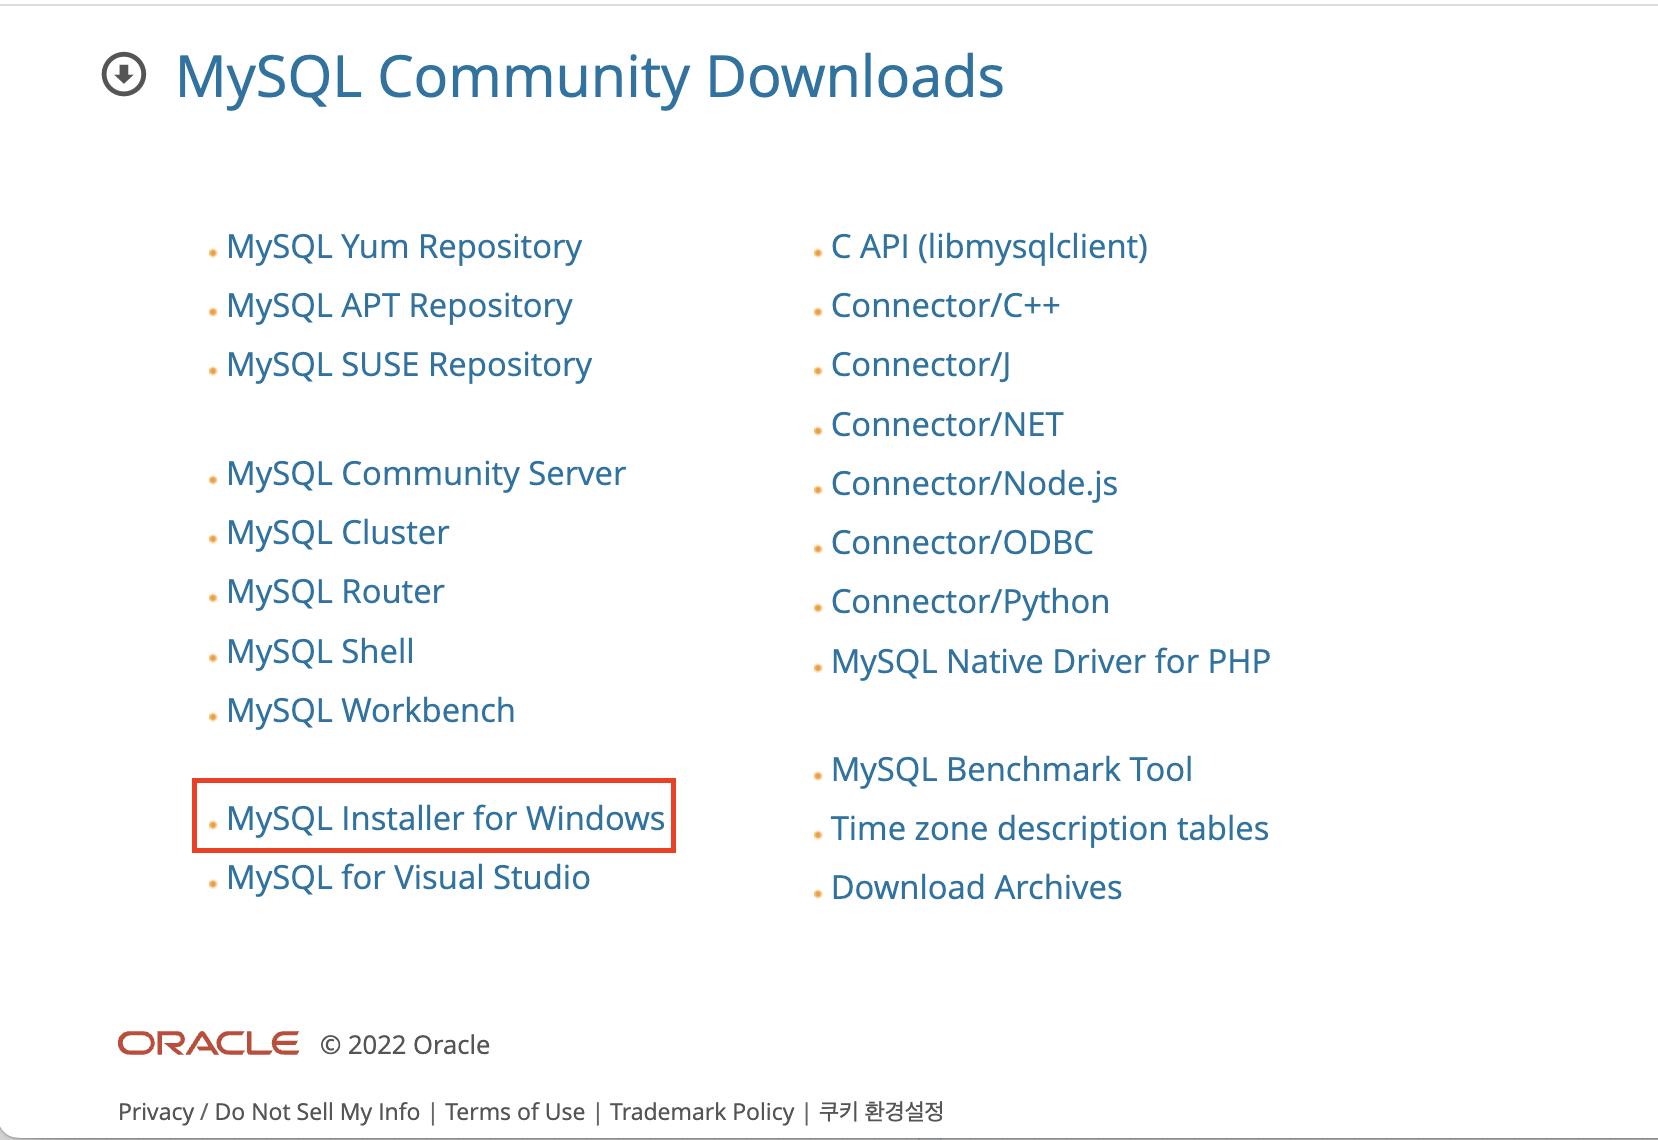 MySQL Community Downloads
MySQL Yum Repository
MySQL APT Repository
MySQL SUSE Repository
MySQL Community Server
MySQL Cluster
MySQL Router
MySQL Shell
MySQL Workbench
MySQL Installer for Windows
MySQL for Visual Studio
C API (libmysqlclient)
Connector/C++
Connector/J
Connector/NET
Connector/Node.js
Connector/ODBC
Connector/Python
MySQL Native Driver for PHP
MySQL Benchmark Tool
Time zone description tables
Download Archives
ORACLE © 2022 Oracle
Privacy / Do Not Sell My Info | Terms of Use | Trademark Policy | 쿠키 환경설정